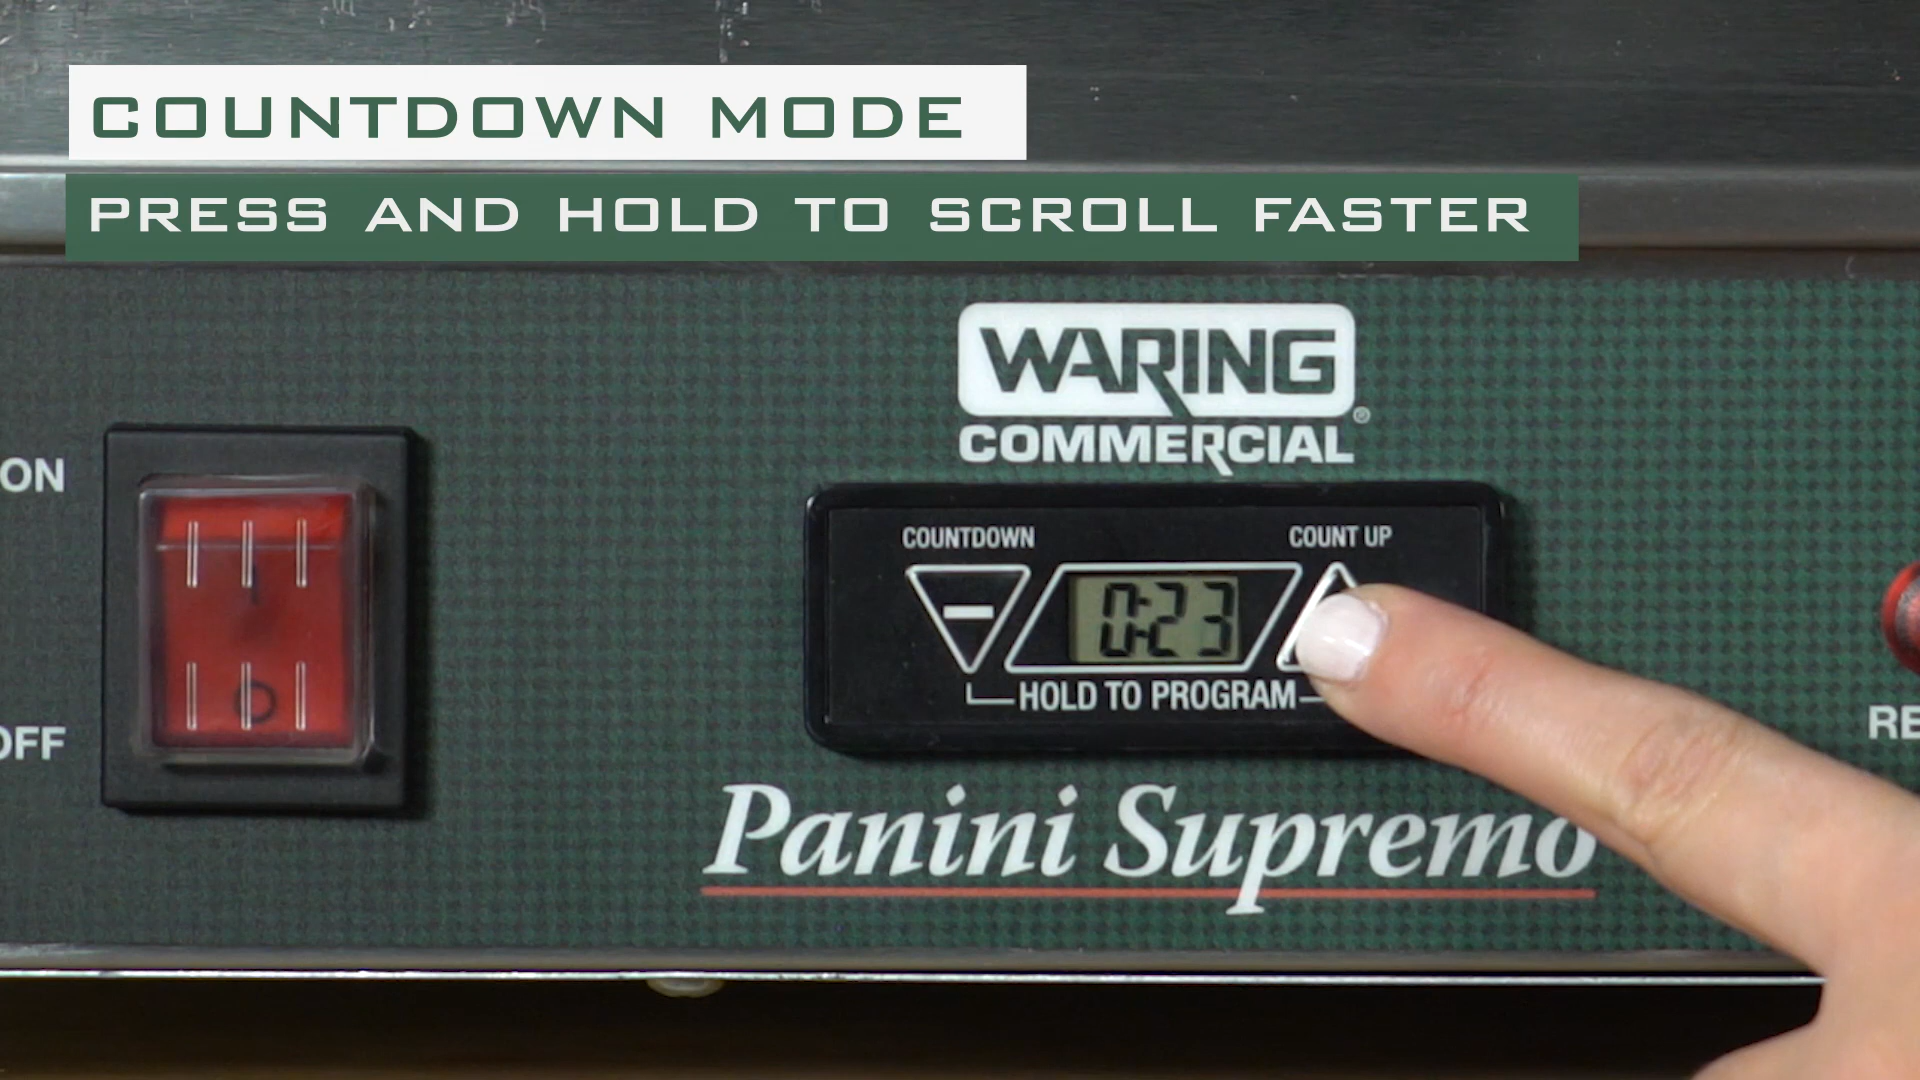 COUNTDOWN MODE
PRESS AND HOLD TO SCROLL FASTER
WARING®
COMMERCIAL
ON
OFF
COUNTDOWN
COUNT UP
0:23
HOLD TO PROGRAM
Panini Supremo